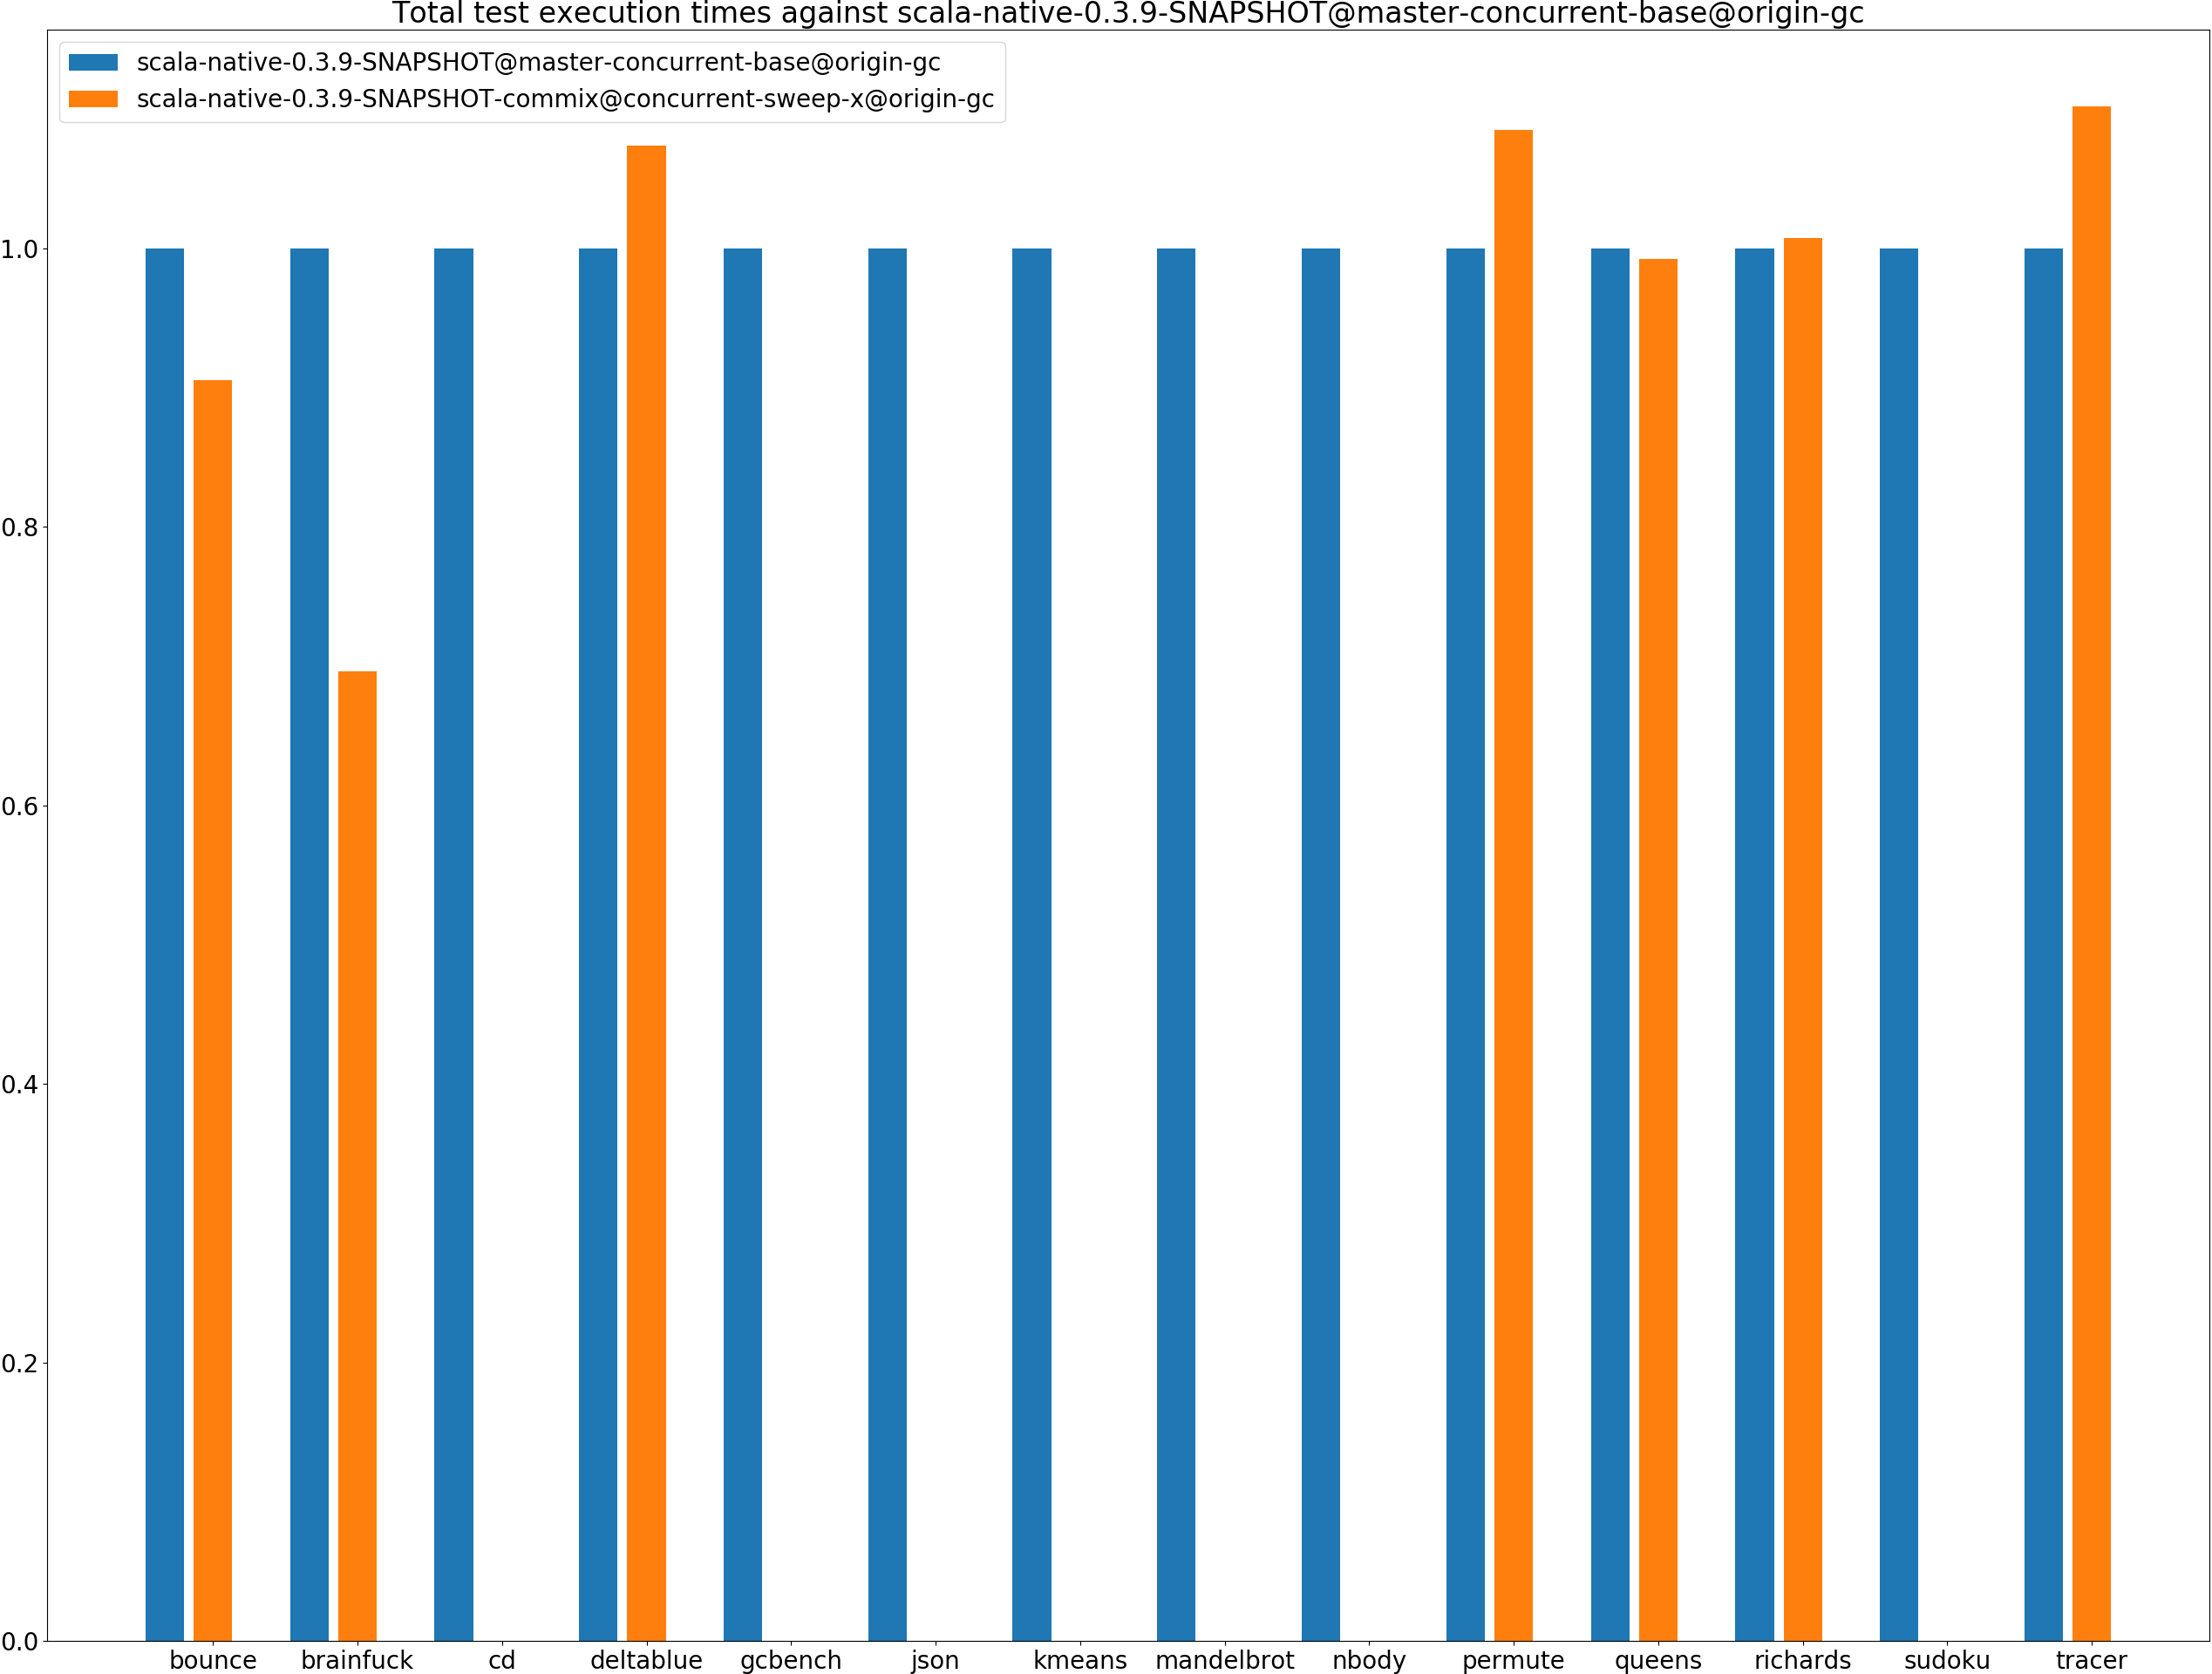 Total test execution times against scala-native-0.3.9-SNAPSHOT@master-concurrent-base@origin-gc
scala-native-0.3.9-SNAPSHOT@master-concurrent-base@origin-gc
scala-native-0.3.9-SNAPSHOT-commix@concurrent-sweep-x@origin-gc
1.0
0.8
0.6
0.4
0.2
0.0
bounce brainfuck cd deltablue gcbench json kmeans mandelbrot nbody permute queens richards sudoku tracer